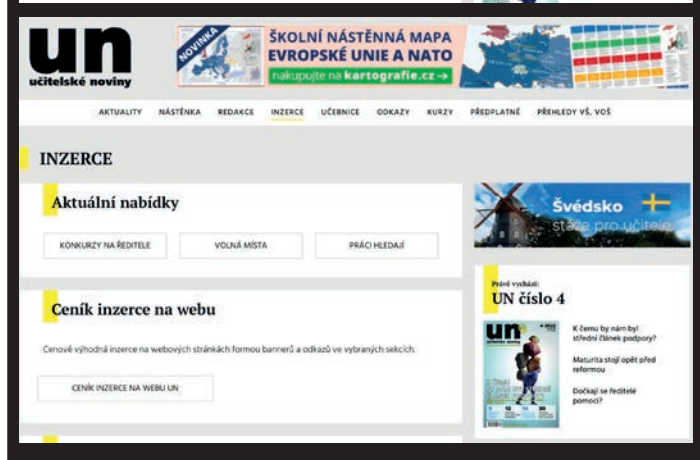 un
učitelské noviny
NOVINKA
ŠKOLNÍ NÁSTĚNNÁ MAPA
EVROPSKÉ UNIE A NATO
nakupujte na kartografie.cz →
AKTUALITY NÁSTĚNKA REDAKCE INZERCE UČEBNICE ODKAZY KURZY PŘEDPLATNÉ PŘEHLEDY VŠ, VOŠ
INZERCE
Aktuální nabídky
KONKURZY NA ŘEDITELE VOLNÁ MÍSTA PRÁCI HLEDAJÍ
Ceník inzerce na webu
Cenově výhodná inzerce na webových stránkách formou bannerů a odkazů ve vybraných sekcích.
CENÍK INZERCE NA WEBU UN
Švédsko
stáže pro učitele
Právě vychází:
UN číslo 4
un
učitelské noviny
K čemu by nám byl
střední článek podpory?
Maturita stojí opět před
reformou
Dočkají se ředitelé
pomoci?